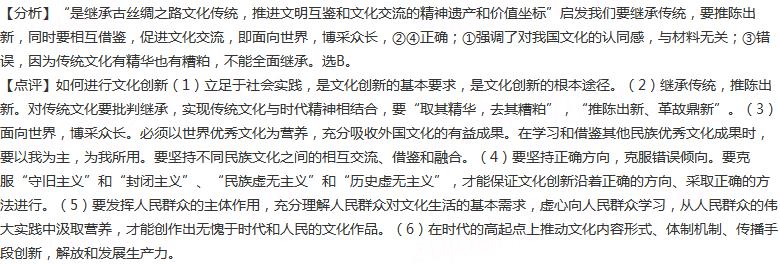 【分析】“是继承古丝绸之路文化传统，推进文明互鉴和文化交流的精神遗产和价值坐标”启发我们要继承传统，要推陈出
新，同时要相互借鉴，促进文化交流，即面向世界，博采众长，②④正确；①强调了对我国文化的认同感，与材料无关；③错
误，因为传统文化有精华也有糟粕，不能全面继承。选B。
【点评】如何进行文化创新（1）立足于社会实践，是文化创新的基本要求，是文化创新的根本途径。（2）继承传统，推陈出
新。对传统文化要批判继承，实现传统文化与时代精神相结合，要“取其精华，去其糟粕”，“推陈出新、革故鼎新”。（3）
面向世界，博采众长。必须以世界优秀文化为营养，充分吸收外国文化的有益成果。在学习和借鉴其他民族优秀文化成果时，
要以我为主，为我所用。要坚持不同民族文化之间的相互交流、借鉴和融合。（4）要坚持正确方向，克服错误倾向。要克
服“守旧主义”和“封闭主义”、“民族虚无主义”和“历史虚无主义”，才能保证文化创新沿着正确的方向、采取正确的方
法进行。（5）要发挥人民群众的主体作用，充分理解人民群众对文化生活的基本需求，虚心向人民群众学习，从人民群众的伟
大实践中汲取营养，才能创作出无愧于时代和人民的文化作品。（6）在时代的高起点上推动文化内容形式、体制机制、传播手
段创新，解放和发展生产力。